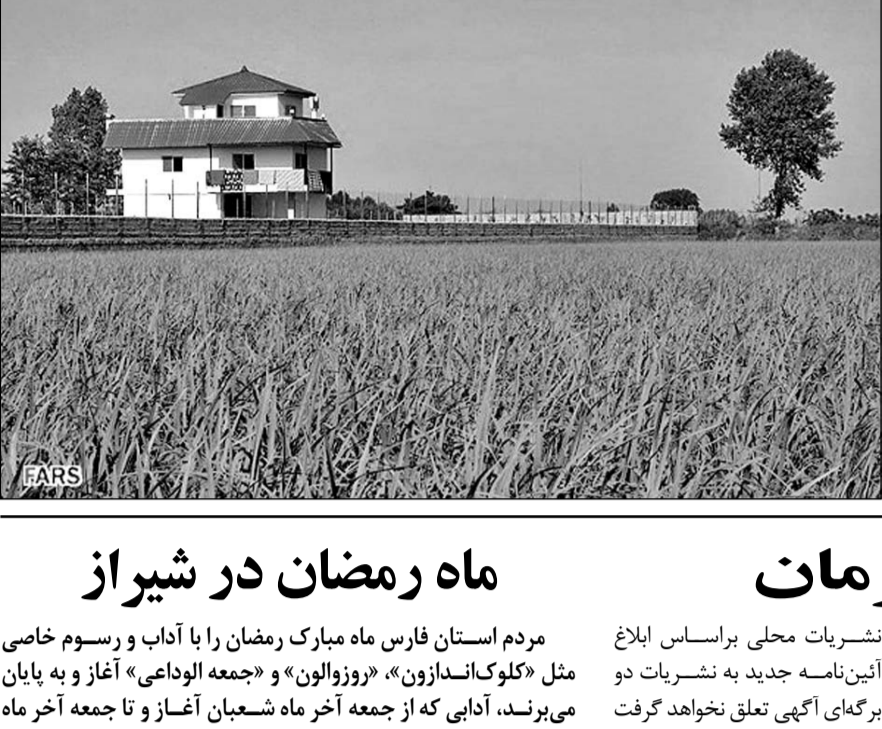 FARS
رمان
نشریات محلی براساس ابلاغ
آئین‌نامه جدید به نشریات دو
برگه‌ای آگهی تعلق نخواهد گرفت
ماه رمضان در شیراز
مردم استان فارس ماه مبارک رمضان را با آداب و رسوم خاصی
مثل «کلوک‌اندازون»، «روزوالون» و «جمعه الوداعی» آغاز و به پایان
می‌برند، آدابی که از جمعه آخر ماه شعبان آغاز و تا جمعه آخر ماه